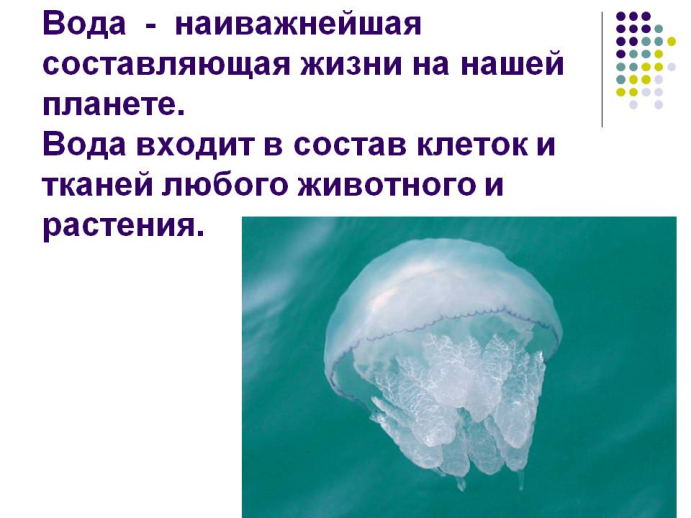 Вода  -  наиважнейшая
составляющая жизни на нашей
планете.
Вода входит в состав клеток и
тканей любого животного и
растения.